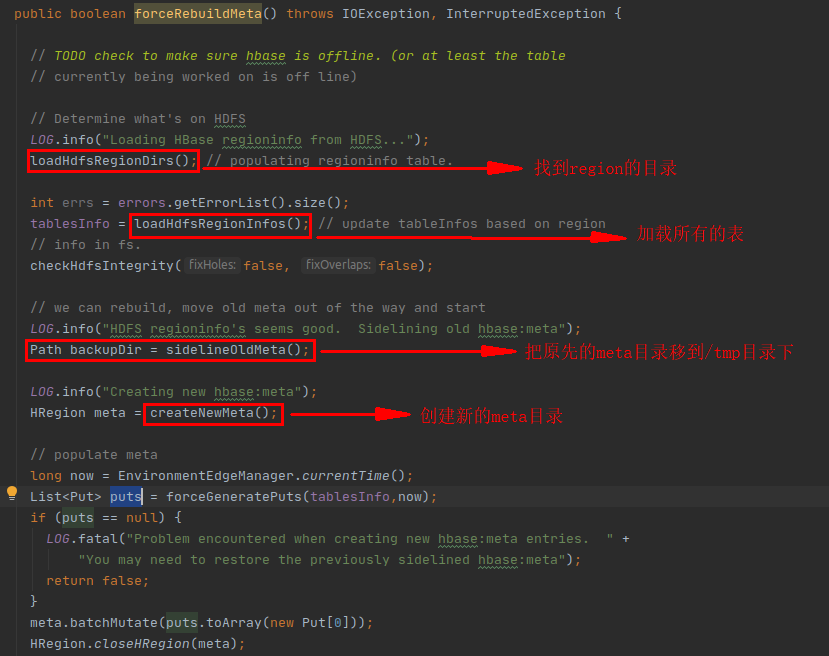 public boolean forceRebuildMeta() throws IOException, InterruptedException {
// TODO check to make sure hbase is offline. (or at least the table
// currently being worked on is off line)
// Determine what's on HDFS
LOG.info("Loading HBase regioninfo from HDFS...");
loadHdfsRegionDirs(); // populating regioninfo table. 找到region的目录
int errs = errors.getErrorList().size();
tablesInfo = loadHdfsRegionInfos(); // update tableInfos based on region 加载所有的表
// info in fs.
checkHdfsIntegrity( fixHoles: false, fixOverlaps: false);
// we can rebuild, move old meta out of the way and start
LOG.info("HDFS regioninfo's seems good.  Sidelining old hbase:meta");
Path backupDir = sidelineOldMeta(); 把原先的meta目录移到/tmp目录下
LOG.info("Creating new hbase:meta");
HRegion meta = createNewMeta(); 创建新的meta目录
// populate meta
long now = EnvironmentEdgeManager.currentTime();
List<Put> puts = forceGeneratePuts(tablesInfo,now);
if (puts == null) {
LOG.fatal("Problem encountered when creating new hbase:meta entries.  " +
"You may need to restore the previously sidelined hbase:meta");
return false;
}
meta.batchMutate(puts.toArray(new Put[0]));
HRegion.closeHRegion(meta);